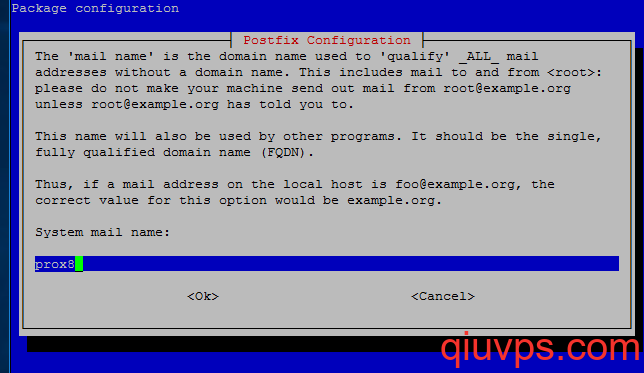 Package configuration
Postfix Configuration
The 'mail name' is the domain name used to 'qualify' _ALL_ mail
addresses without a domain name. This includes mail to and from <root>:
please do not make your machine send out mail from root@example.org
unless root@example.org has told you to.
This name will also be used by other programs. It should be the single,
fully qualified domain name (FQDN).
Thus, if a mail address on the local host is foo@example.org, the
correct value for this option would be example.org.
System mail name:
prox8
<Ok> <Cancel>
qiuvps.com